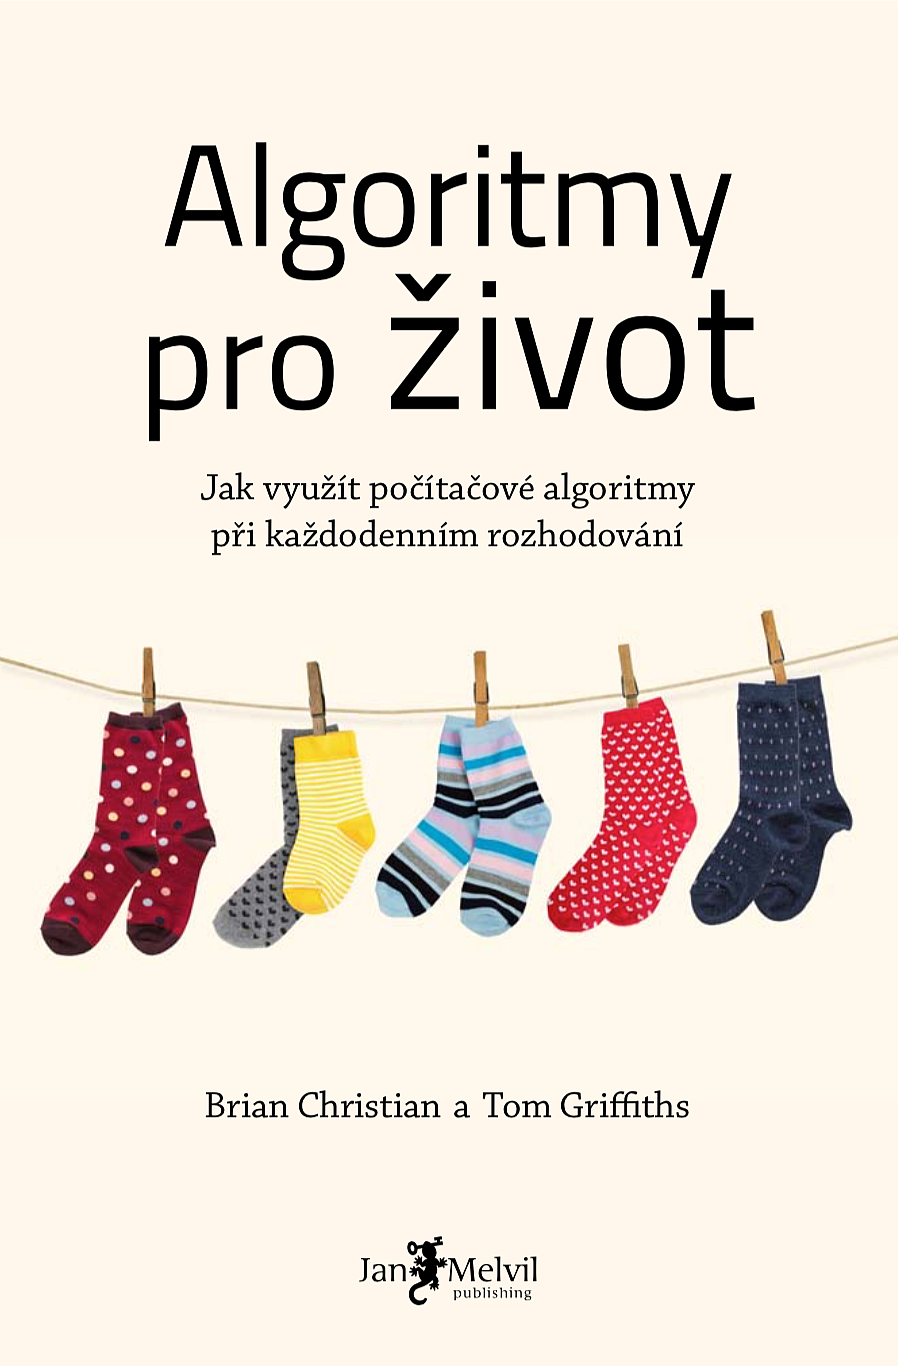 Algoritmy
pro život
Jak využít počítačové algoritmy
při každodenním rozhodování
Brian Christian a Tom Griffiths
Jan Melvil
publishing